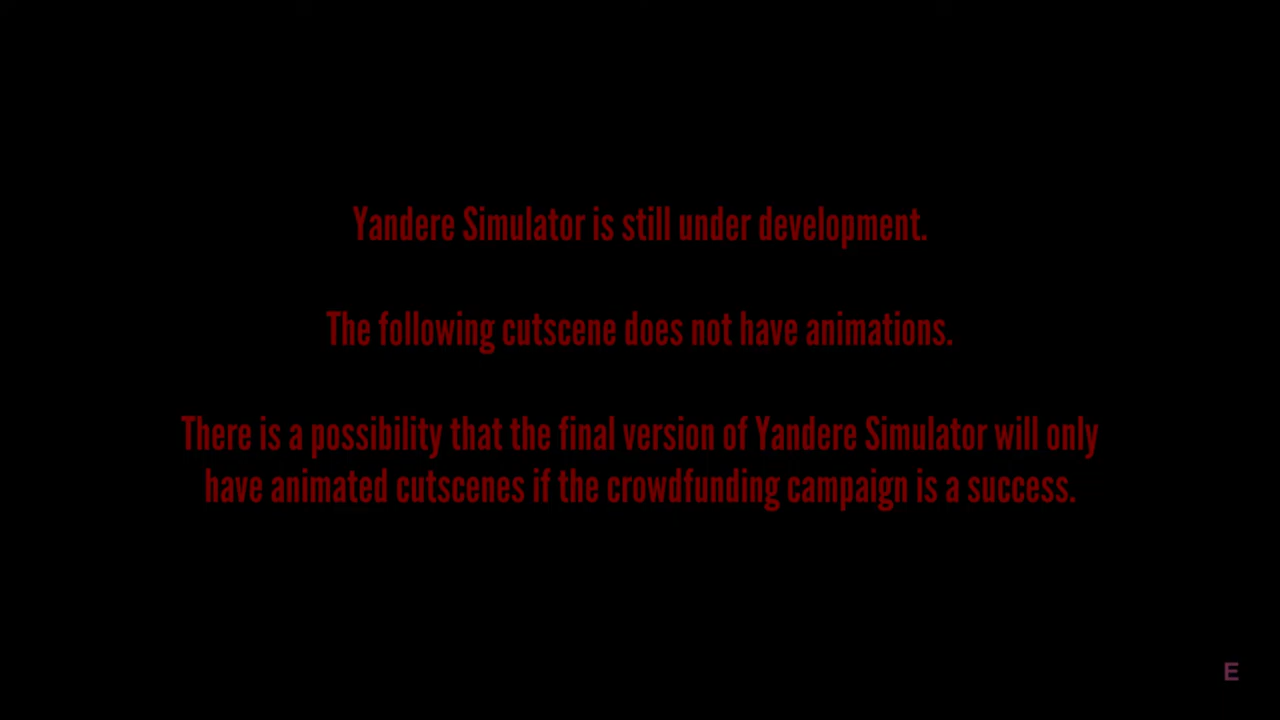 Yandere Simulator is still under development.
The following cutscene does not have animations.
There is a possibility that the final version of Yandere Simulator will only
have animated cutscenes if the crowdfunding campaign is a success.
E